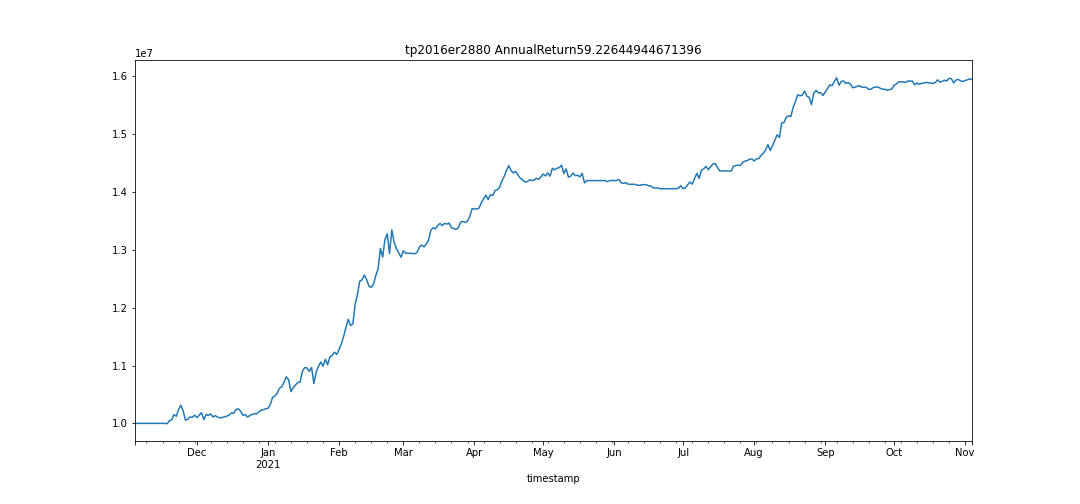 tp2016er2880 AnnualReturn59.22644944671396
1e7
1.6
1.5
1.4
1.3
1.2
1.1
1.0
Dec Jan Feb Mar Apr May Jun Jul Aug Sep Oct Nov
2021
timestamp